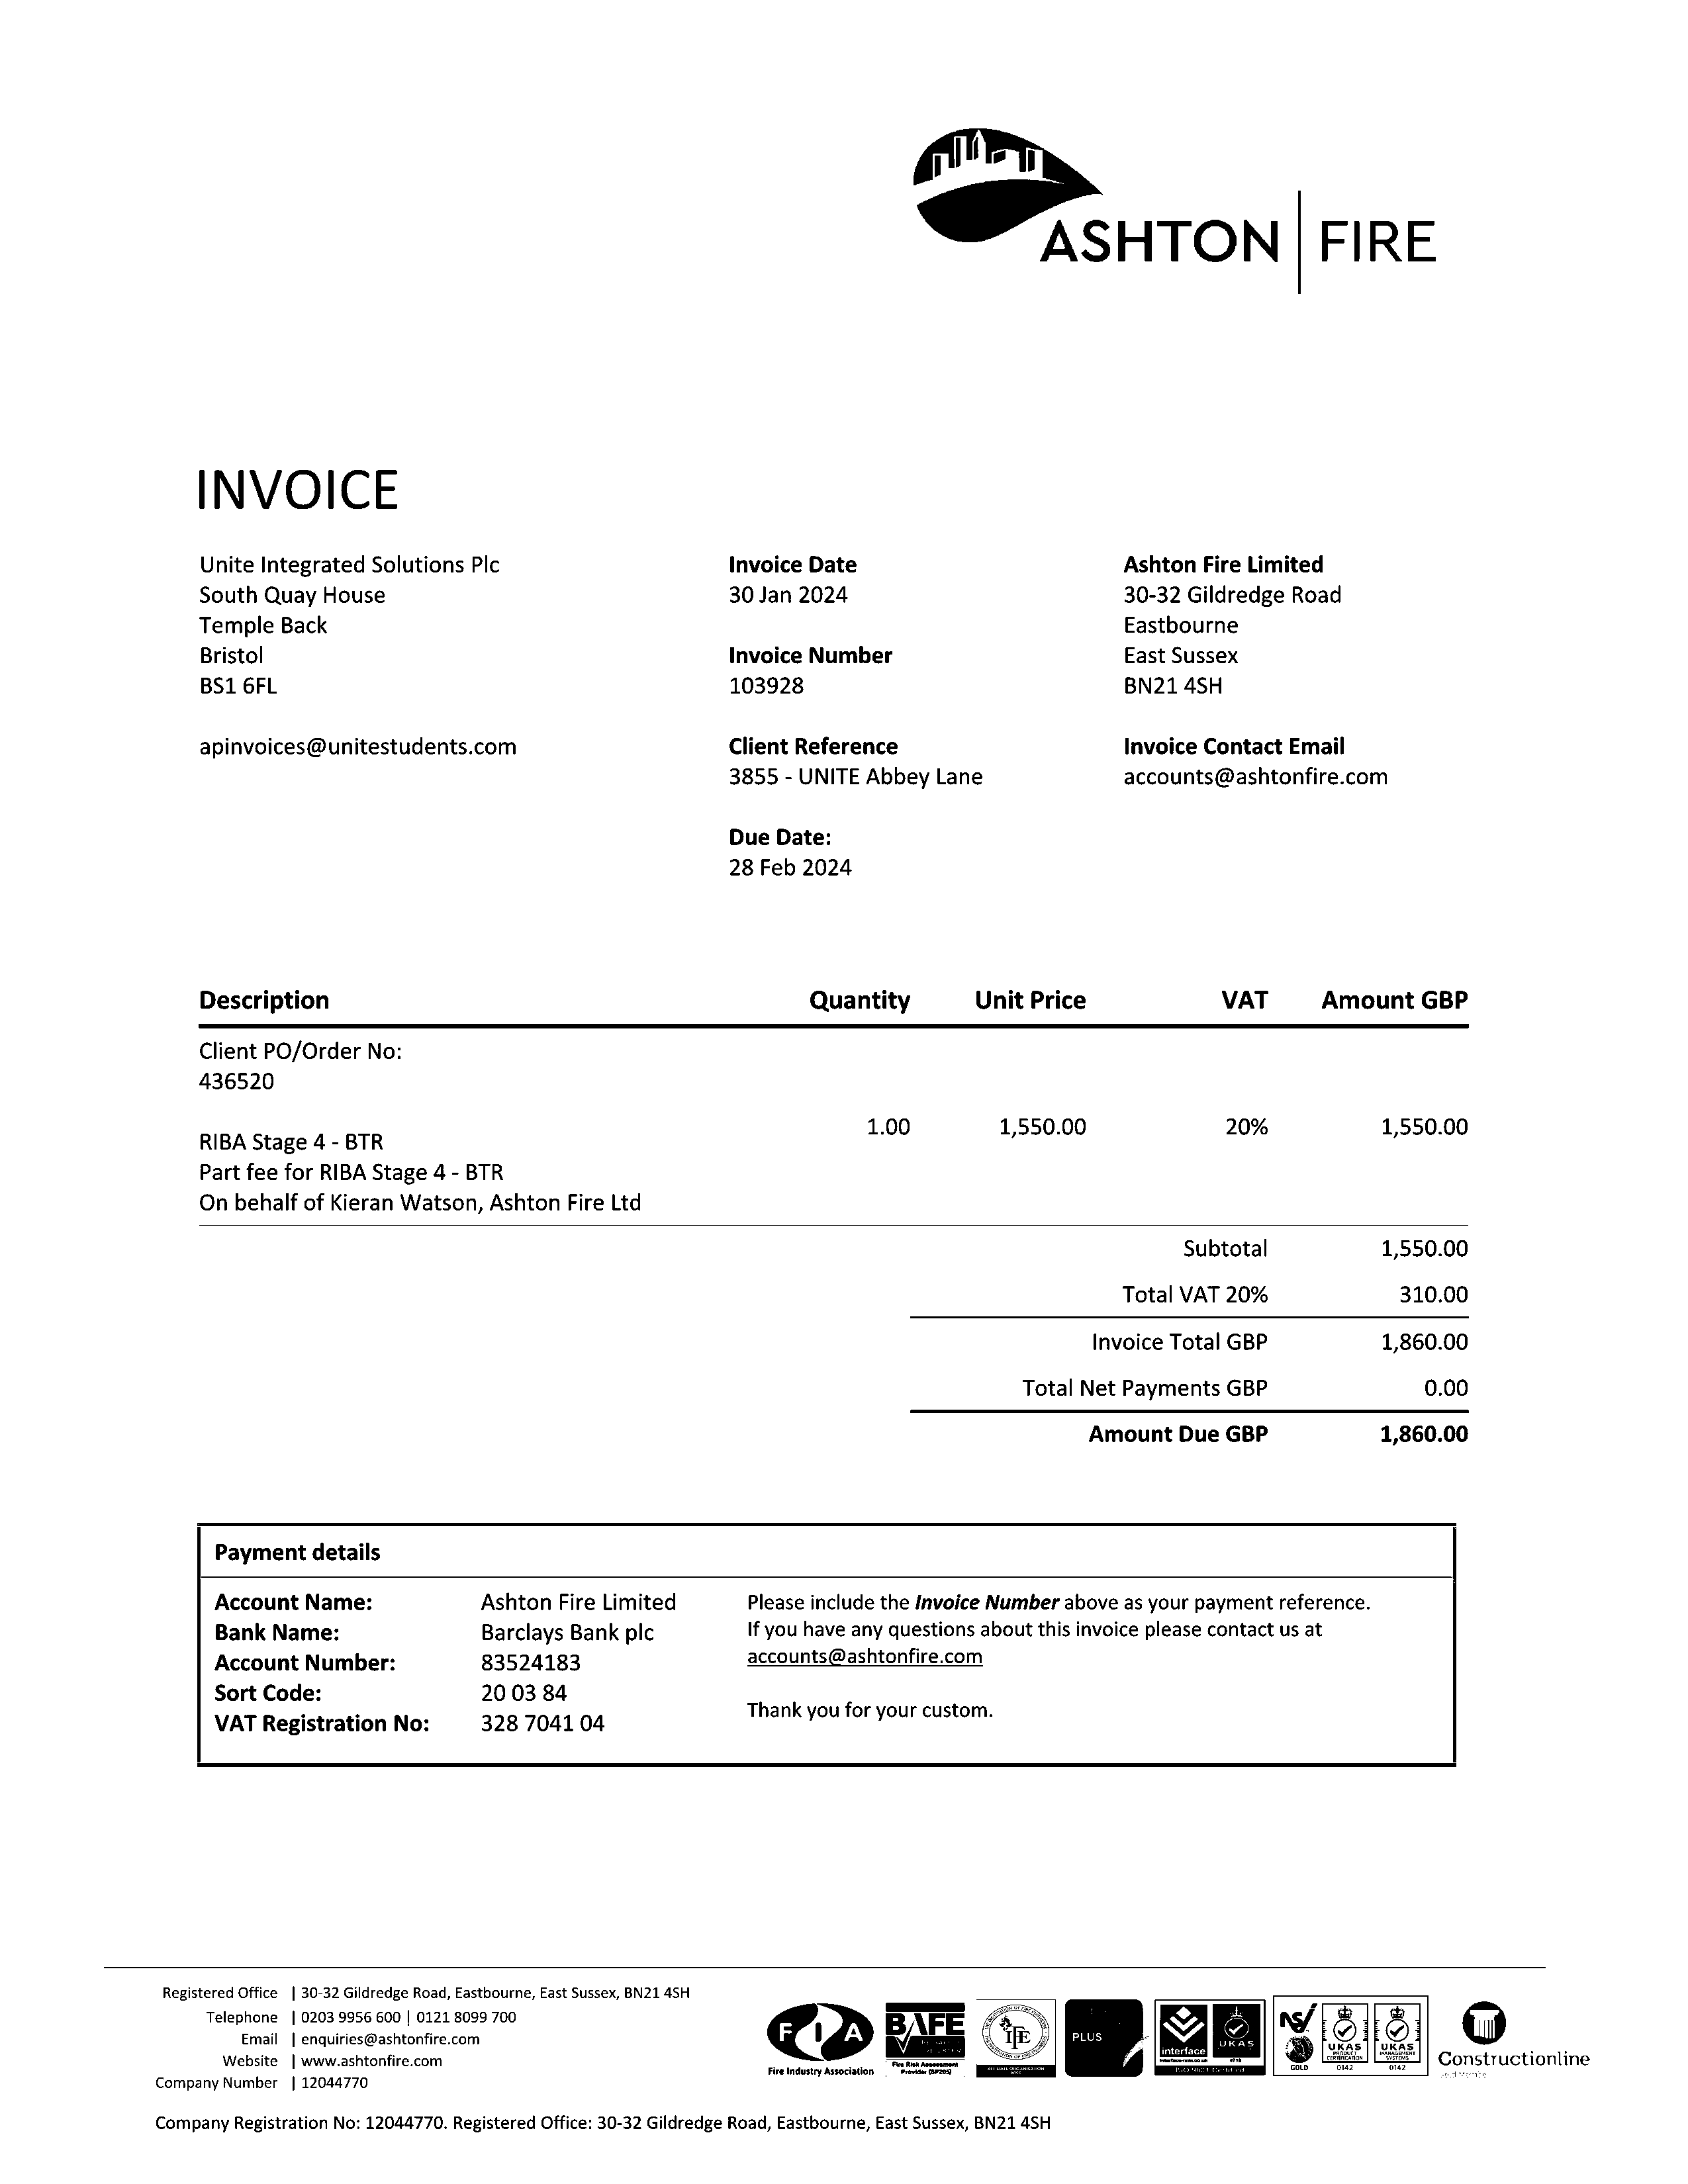 ASHTON | FIRE
INVOICE
Unite Integrated Solutions Plc
South Quay House
Temple Back
Bristol
BS1 6FL
apinvoices@unitestudents.com
Invoice Date
30 Jan 2024
Invoice Number
103928
Client Reference
3855 - UNITE Abbey Lane
Due Date:
28 Feb 2024
Ashton Fire Limited
30-32 Gildredge Road
Eastbourne
East Sussex
BN21 4SH
Invoice Contact Email
accounts@ashtonfire.com
Description Quantity Unit Price VAT Amount GBP
Client PO/Order No:
436520
1.00 1,550.00 20% 1,550.00
RIBA Stage 4 - BTR
Part fee for RIBA Stage 4 - BTR
On behalf of Kieran Watson, Ashton Fire Ltd
Subtotal 1,550.00
Total VAT 20% 310.00
Invoice Total GBP 1,860.00
Total Net Payments GBP 0.00
Amount Due GBP 1,860.00
Payment details
Account Name: Ashton Fire Limited
Bank Name: Barclays Bank plc
Account Number: 83524183
Sort Code: 20 03 84
VAT Registration No: 328 7041 04
Please include the Invoice Number above as your payment reference.
If you have any questions about this invoice please contact us at
accounts@ashtonfire.com
Thank you for your custom.
Registered Office | 30-32 Gildredge Road, Eastbourne, East Sussex, BN21 4SH
Telephone | 0203 9956 600 | 0121 8099 700
Email | enquiries@ashtonfire.com
Website | www.ashtonfire.com
Company Number | 12044770
FIA
Fire Industry Association
BAFE
Fire Risk Assessment
Provider (SP205)
IFE
PLUS
interface
UKAS
NSI
GOLD
UKAS
PRODUCT
CERTIFICATION
0142
UKAS
MANAGEMENT
SYSTEMS
0142
Constructionline
Company Registration No: 12044770. Registered Office: 30-32 Gildredge Road, Eastbourne, East Sussex, BN21 4SH